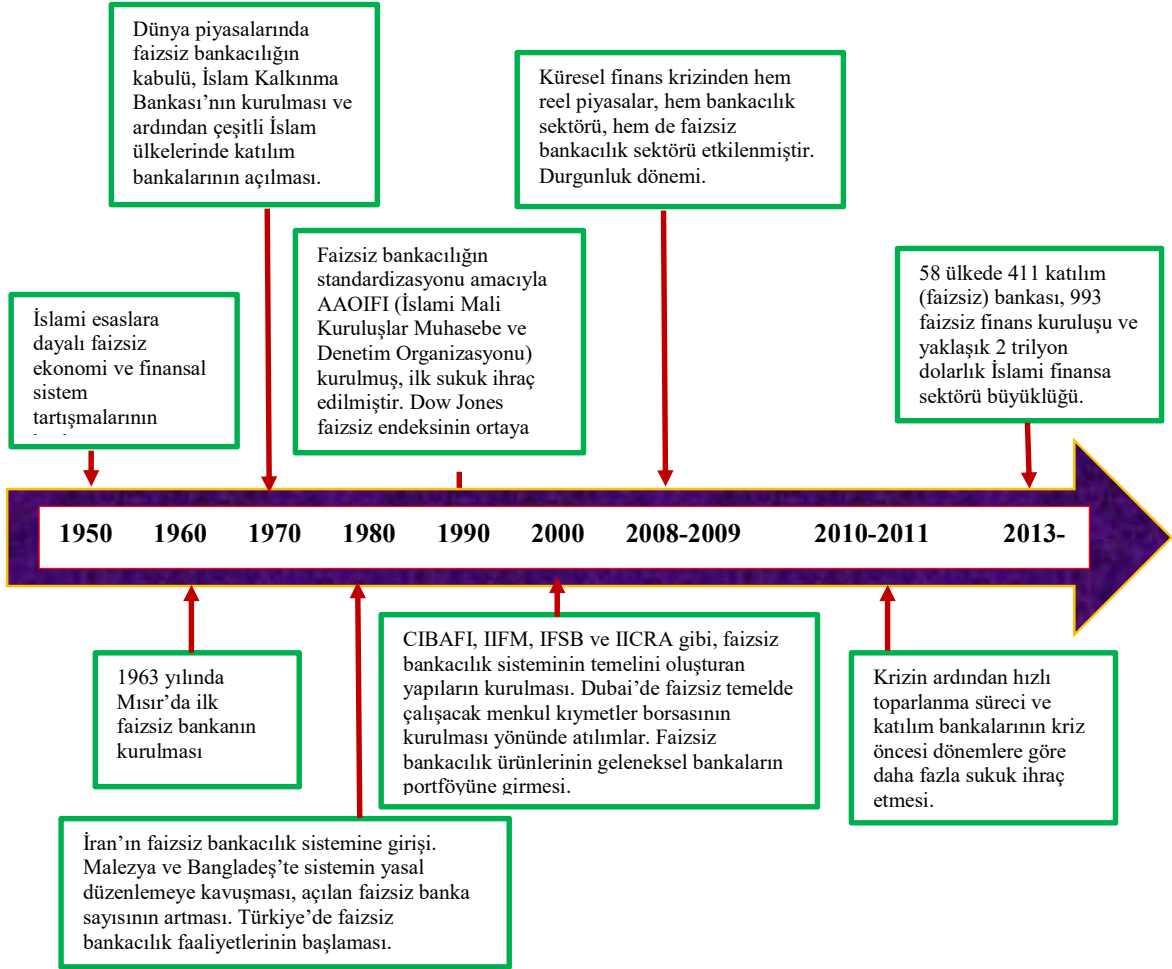 Dünya piyasalarında
faizsiz bankacılığın
kabulü, İslam Kalkınma
Bankası’nın kurulması ve
ardından çeşitli İslam
ülkelerinde katılım
bankalarının açılması.
Küresel finans krizinden hem
reel piyasalar, hem bankacılık
sektörü, hem de faizsiz
bankacılık sektörü etkilenmiştir.
Durgunluk dönemi.
İslami esaslara
dayalı faizsiz
ekonomi ve finansal
sistem
tartışmalarının
Faizsiz bankacılığın
standardizasyonu amacıyla
AAOIFI (İslami Mali
Kuruluşlar Muhasebe ve
Denetim Organizasyonu)
kurulmuş, ilk sukuk ihraç
edilmiştir. Dow Jones
faizsiz endeksinin ortaya
58 ülkede 411 katılım
(faizsiz) bankası, 993
faizsiz finans kuruluşu ve
yaklaşık 2 trilyon
dolarlık İslami finansa
sektörü büyüklüğü.
1950 1960 1970 1980 1990 2000 2008-2009 2010-2011 2013-
1963 yılında
Mısır’da ilk
faizsiz bankanın
kurulması
İran’ın faizsiz bankacılık sistemine girişi.
Malezya ve Bangladeş’te sistemin yasal
düzenlemeye kavuşması, açılan faizsiz banka
sayısının artması. Türkiye’de faizsiz
bankacılık faaliyetlerinin başlaması.
CIBAFI, IIFM, IFSB ve IICRA gibi, faizsiz
bankacılık sisteminin temelini oluşturan
yapıların kurulması. Dubai’de faizsiz temelde
çalışacak menkul kıymetler borsasının
kurulması yönünde atılımlar. Faizsiz
bankacılık ürünlerinin geleneksel bankaların
portföyüne girmesi.
Krizin ardından hızlı
toparlanma süreci ve
katılım bankalarının kriz
öncesi dönemlere göre
daha fazla sukuk ihraç
etmesi.